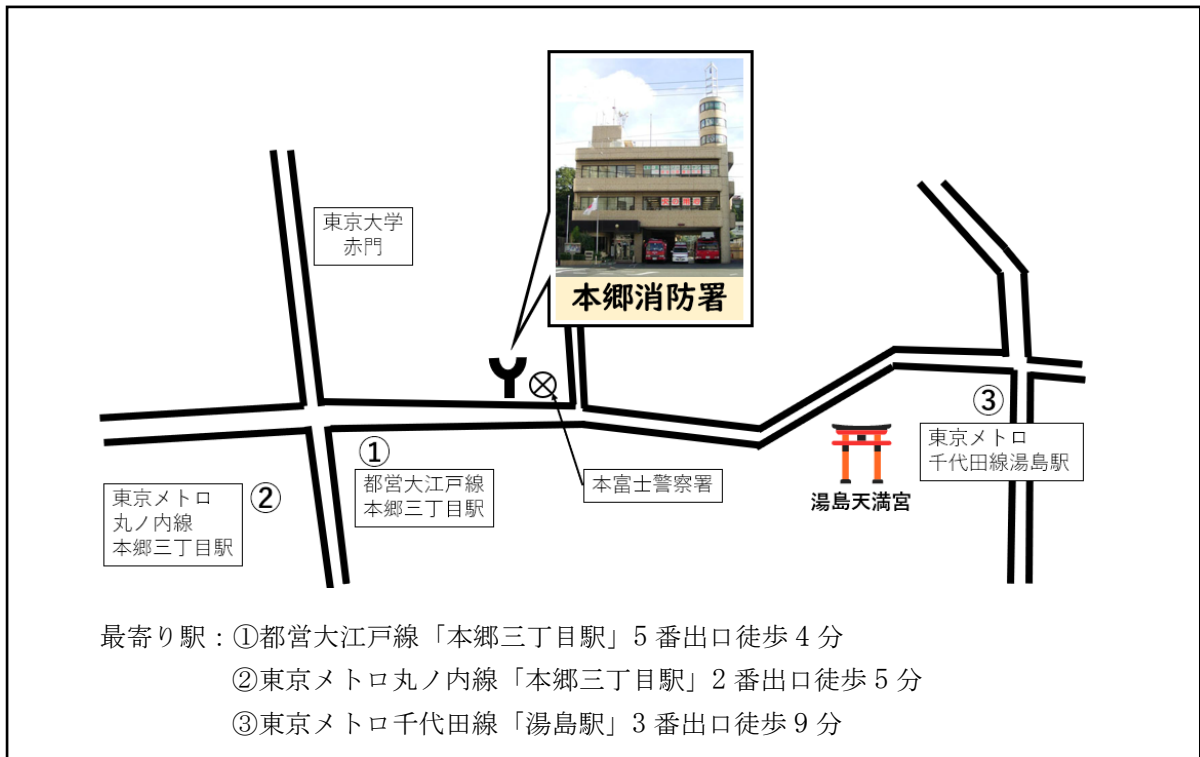 東京大学
赤門
本郷消防署
①
都営大江戸線
本郷三丁目駅
②
東京メトロ
丸ノ内線
本郷三丁目駅
本富士警察署
湯島天満宮
③
東京メトロ
千代田線湯島駅
最寄り駅：①都営大江戸線「本郷三丁目駅」5 番出口徒歩 4 分
②東京メトロ丸ノ内線「本郷三丁目駅」2 番出口徒歩 5 分
③東京メトロ千代田線「湯島駅」3 番出口徒歩 9 分